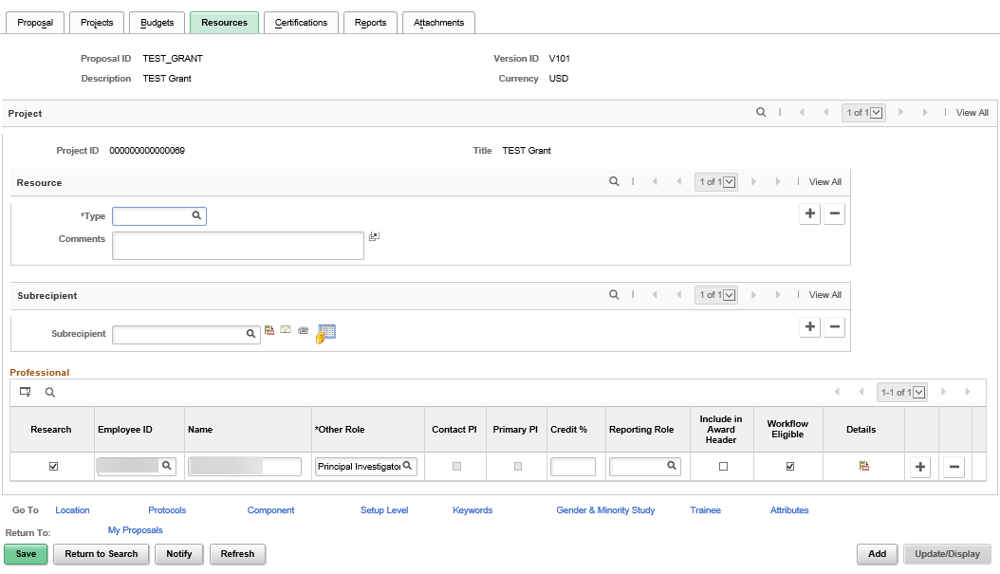 Proposal Projects Budgets Resources Certifications Reports Attachments
Proposal ID TEST_GRANT Version ID V101
Description TEST Grant Currency USD
Project 1 of 1 View All
Project ID 000000000000069 Title TEST Grant
Resource 1 of 1 View All
*Type
Comments
Subrecipient 1 of 1 View All
Subrecipient
Professional
1-1 of 1
Research Employee ID Name *Other Role Contact PI Primary PI Credit % Reporting Role Include in Award Header Workflow Eligible Details
Principal Investigator
Go To Location Protocols Component Setup Level Keywords Gender & Minority Study Trainee Attributes
Return To: My Proposals
Save Return to Search Notify Refresh Add Update/Display